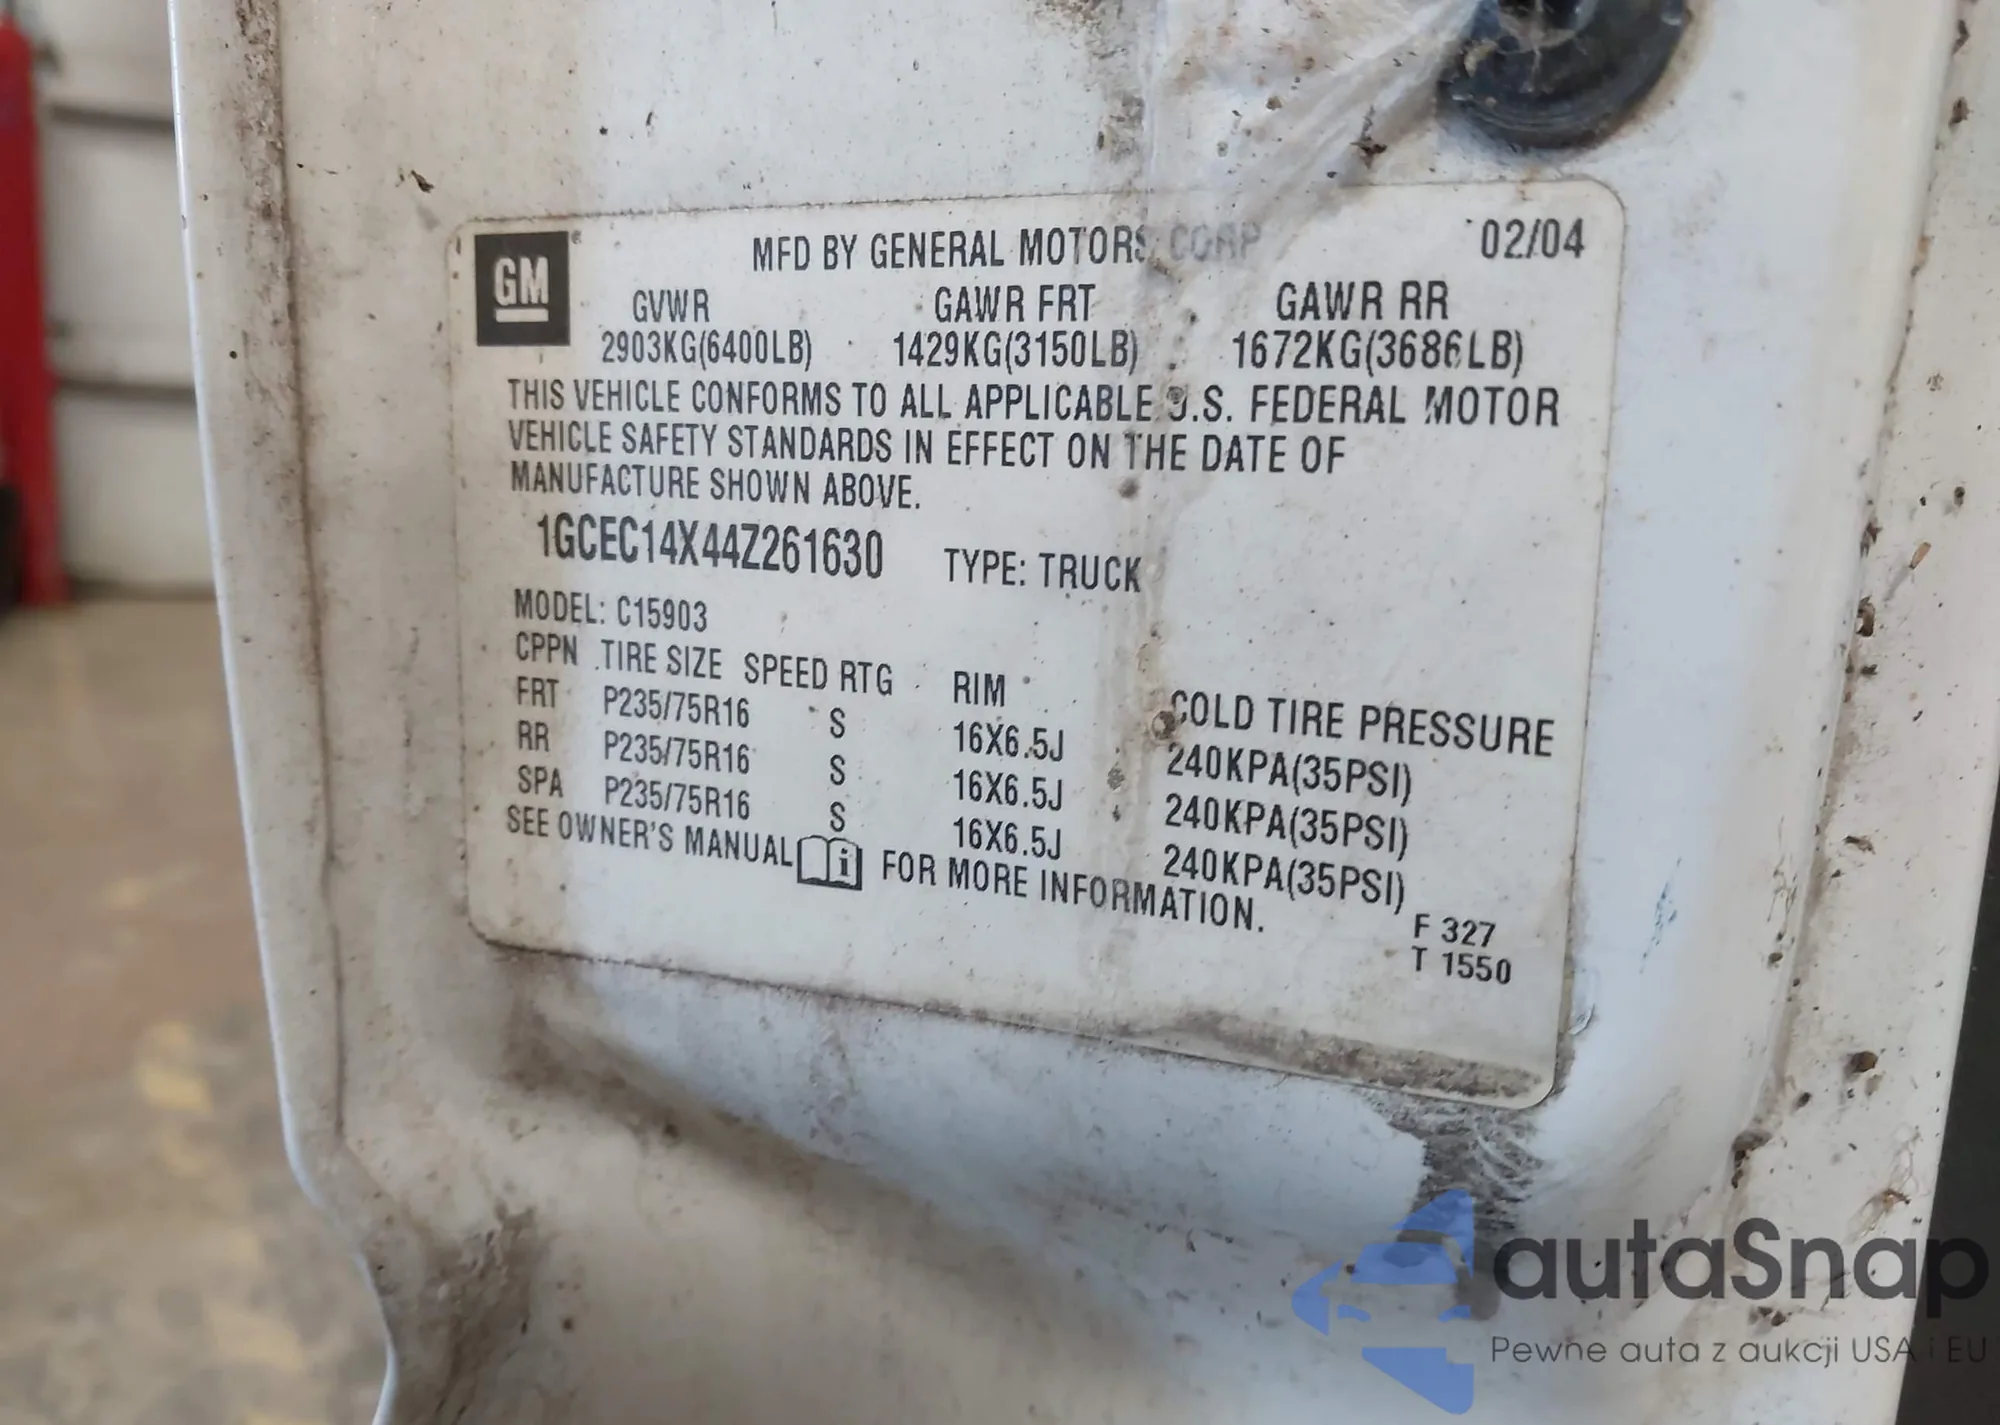 GM
MFD BY GENERAL MOTORS CORP 02/04
GVWR GAWR FRT GAWR RR
2903KG(6400LB) 1429KG(3150LB) 1672KG(3686LB)
THIS VEHICLE CONFORMS TO ALL APPLICABLE U.S. FEDERAL MOTOR
VEHICLE SAFETY STANDARDS IN EFFECT ON THE DATE OF
MANUFACTURE SHOWN ABOVE.
1GCEC14X44Z261630 TYPE: TRUCK
MODEL: C15903
CPPN TIRE SIZE SPEED RTG RIM COLD TIRE PRESSURE
FRT P235/75R16 S 16X6.5J 240KPA(35PSI)
RR P235/75R16 S 16X6.5J 240KPA(35PSI)
SPA P235/75R16 S 16X6.5J 240KPA(35PSI)
SEE OWNER'S MANUAL i FOR MORE INFORMATION.
F 327
T 1550
autaSnap
Pewne auta z aukcji USA i EU